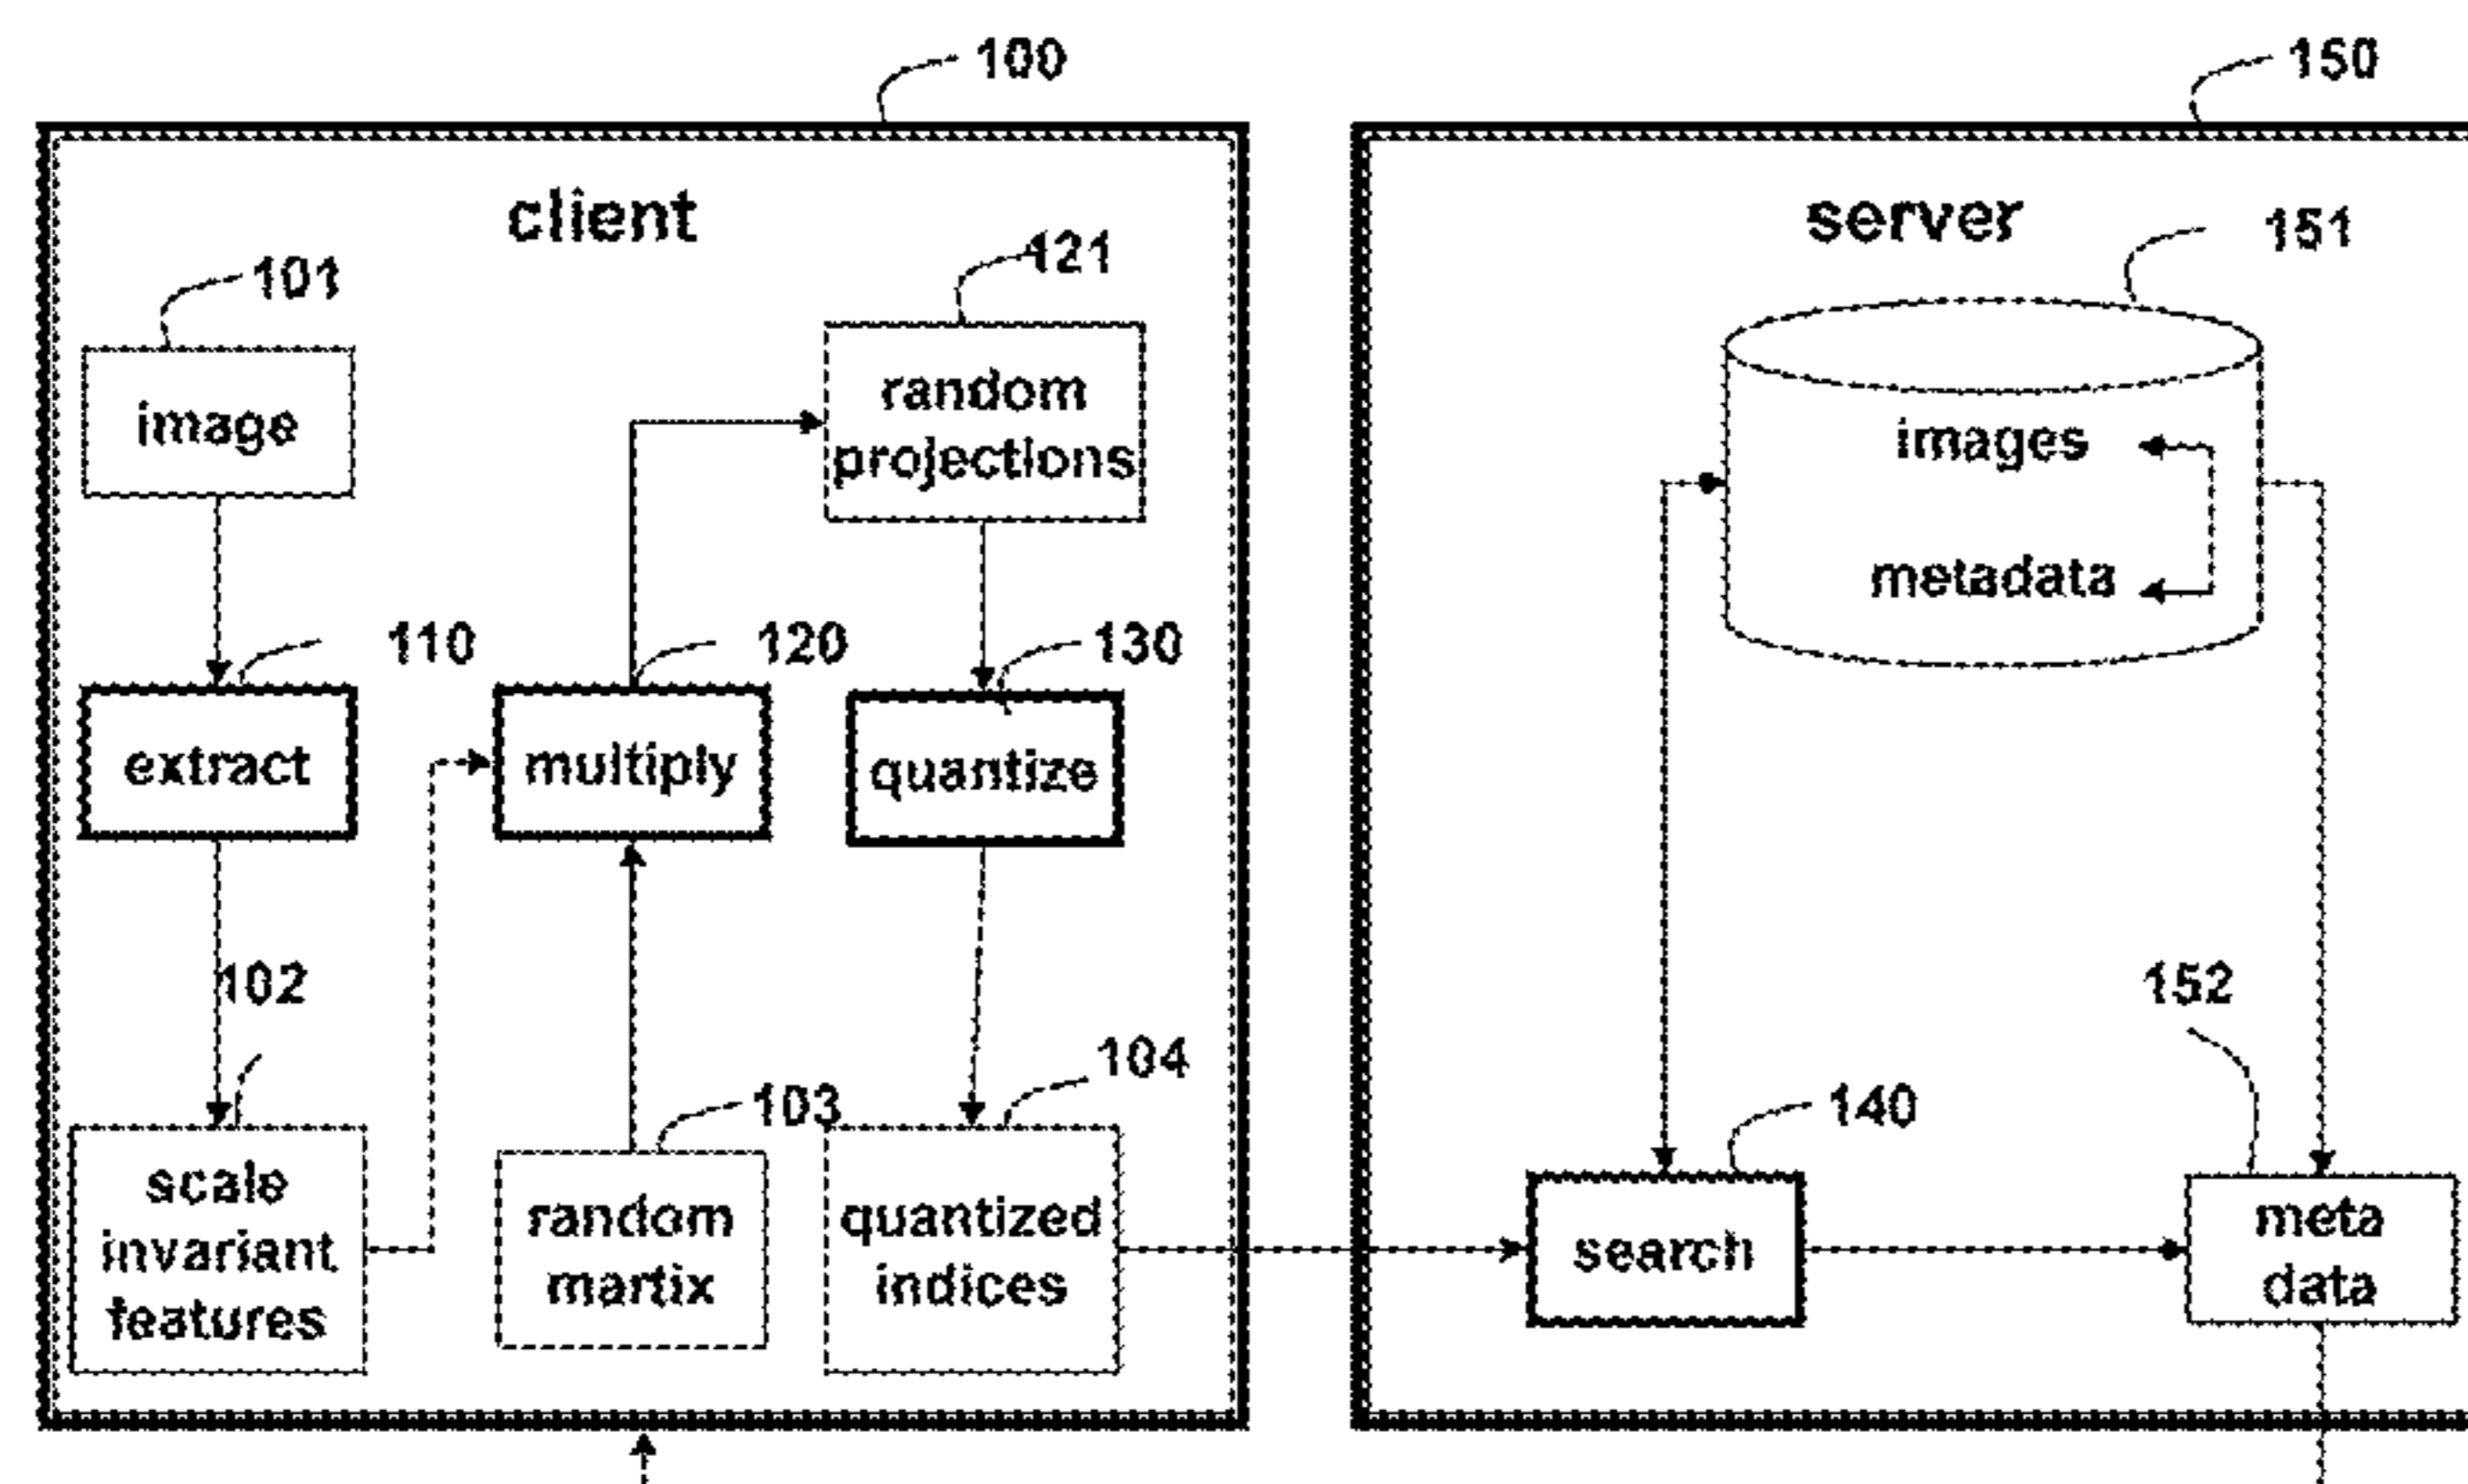 100
150
client
server
101
121
151
image
random
projections
images
metadata
110
120
130
extract
multiply
quantize
102
152
104
103
140
scale
invariant
features
random
martix
quantized
indices
search
meta
data